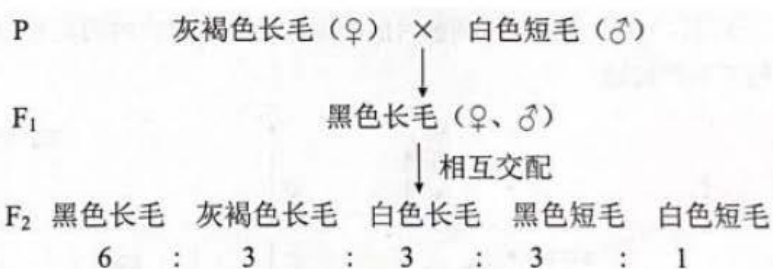 P 灰褐色长毛（♀） × 白色短毛（♂）
F₁ 黑色长毛（♀、♂）
相互交配
F₂ 黑色长毛 灰褐色长毛 白色长毛 黑色短毛 白色短毛
6 : 3 : 3 : 3 : 1